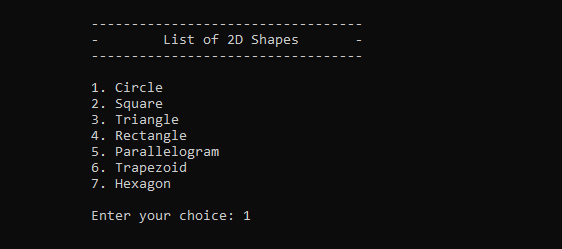 ----------------------------------
-        List of 2D Shapes       -
----------------------------------
1. Circle
2. Square
3. Triangle
4. Rectangle
5. Parallelogram
6. Trapezoid
7. Hexagon
Enter your choice: 1